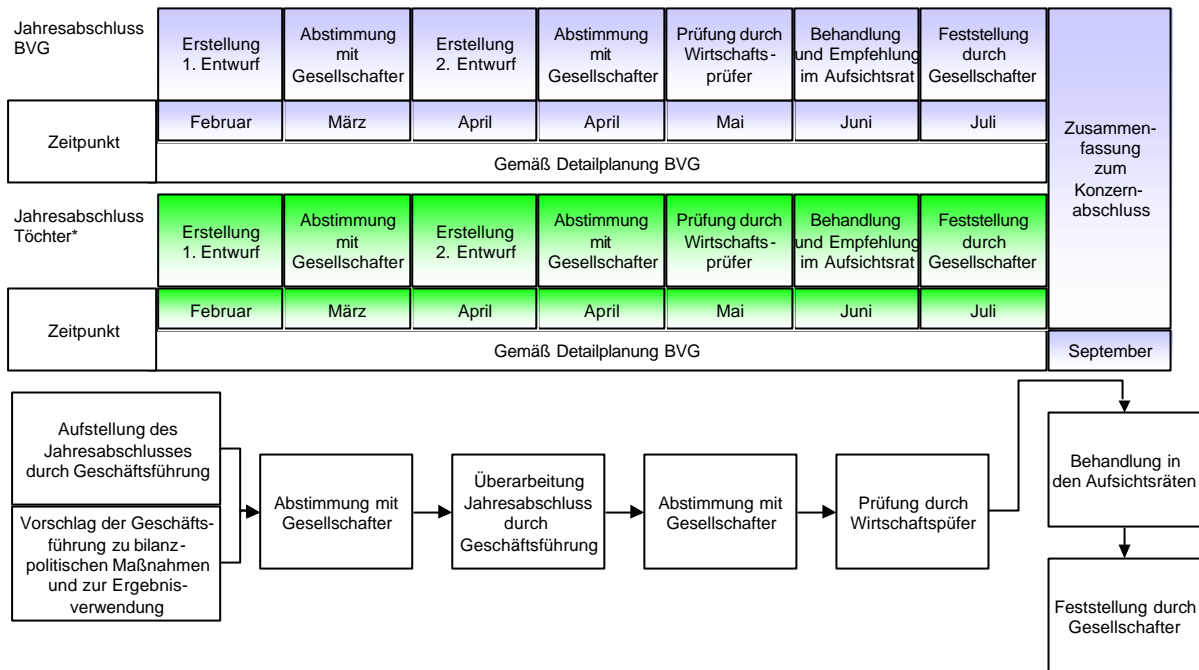 Jahresabschluss
BVG
Erstellung
1. Entwurf
Abstimmung
mit
Gesellschafter
Erstellung
2. Entwurf
Abstimmung
mit
Gesellschafter
Prüfung durch
Wirtschafts-
prüfer
Behandlung
und Empfehlung
im Aufsichtsrat
Feststellung
durch
Gesellschafter
Zusammen-
fassung
zum
Konzern-
abschluss
Zeitpunkt
Februar
März
April
April
Mai
Juni
Juli
Gemäß Detailplanung BVG
Jahresabschluss
Töchter*
Erstellung
1. Entwurf
Abstimmung
mit
Gesellschafter
Erstellung
2. Entwurf
Abstimmung
mit
Gesellschafter
Prüfung durch
Wirtschafts-
prüfer
Behandlung
und Empfehlung
im Aufsichtsrat
Feststellung
durch
Gesellschafter
Zeitpunkt
Februar
März
April
April
Mai
Juni
Juli
Gemäß Detailplanung BVG
September
Aufstellung des
Jahresabschlusses
durch Geschäftsführung
Vorschlag der Geschäfts-
führung zu bilanz-
politischen Maßnahmen
und zur Ergebnis-
verwendung
Abstimmung mit
Gesellschafter
Überarbeitung
Jahresabschluss
durch
Geschäftsführung
Abstimmung mit
Gesellschafter
Prüfung durch
Wirtschaftspüfer
Behandlung in
den Aufsichtsräten
Feststellung durch
Gesellschafter